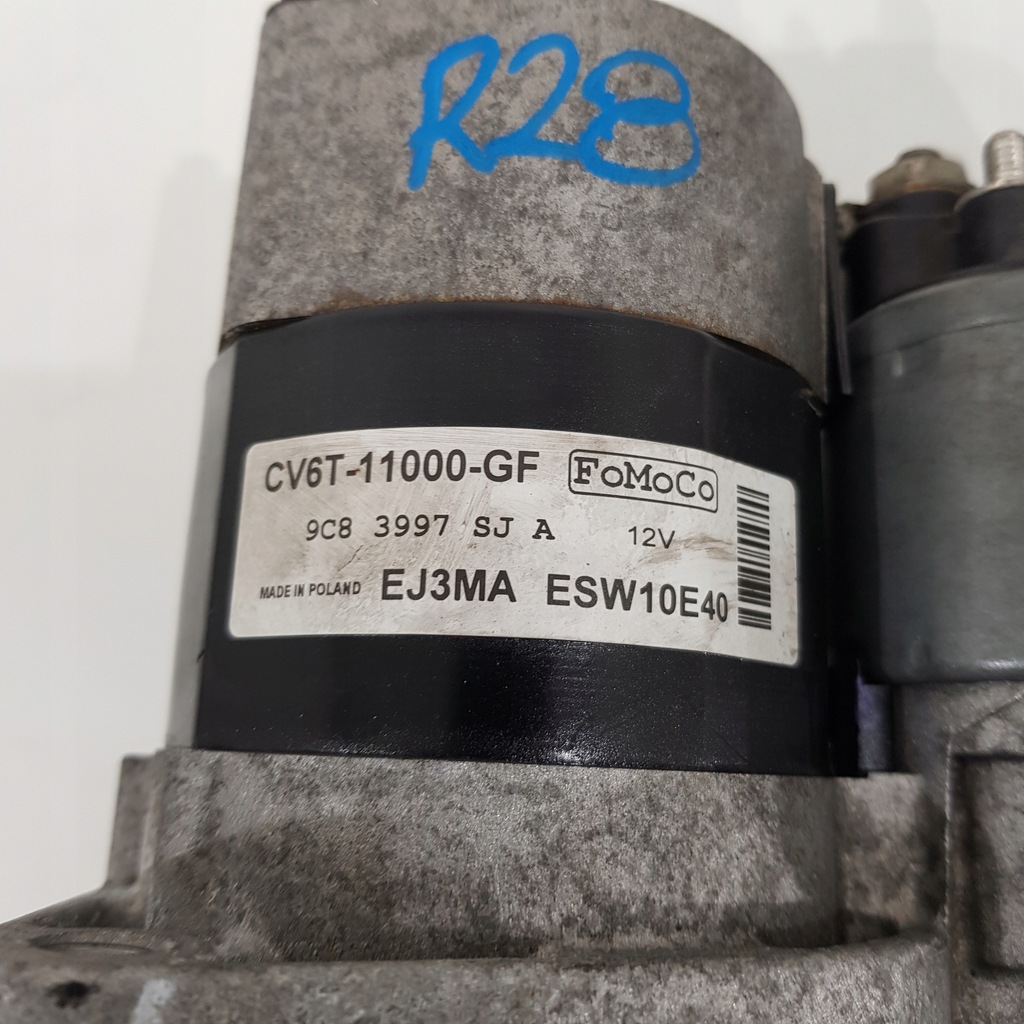 R28
CV6T-11000-GF FoMoCo
9C8 3997 SJ A 12V
MADE IN POLAND EJ3MA ESW10E40